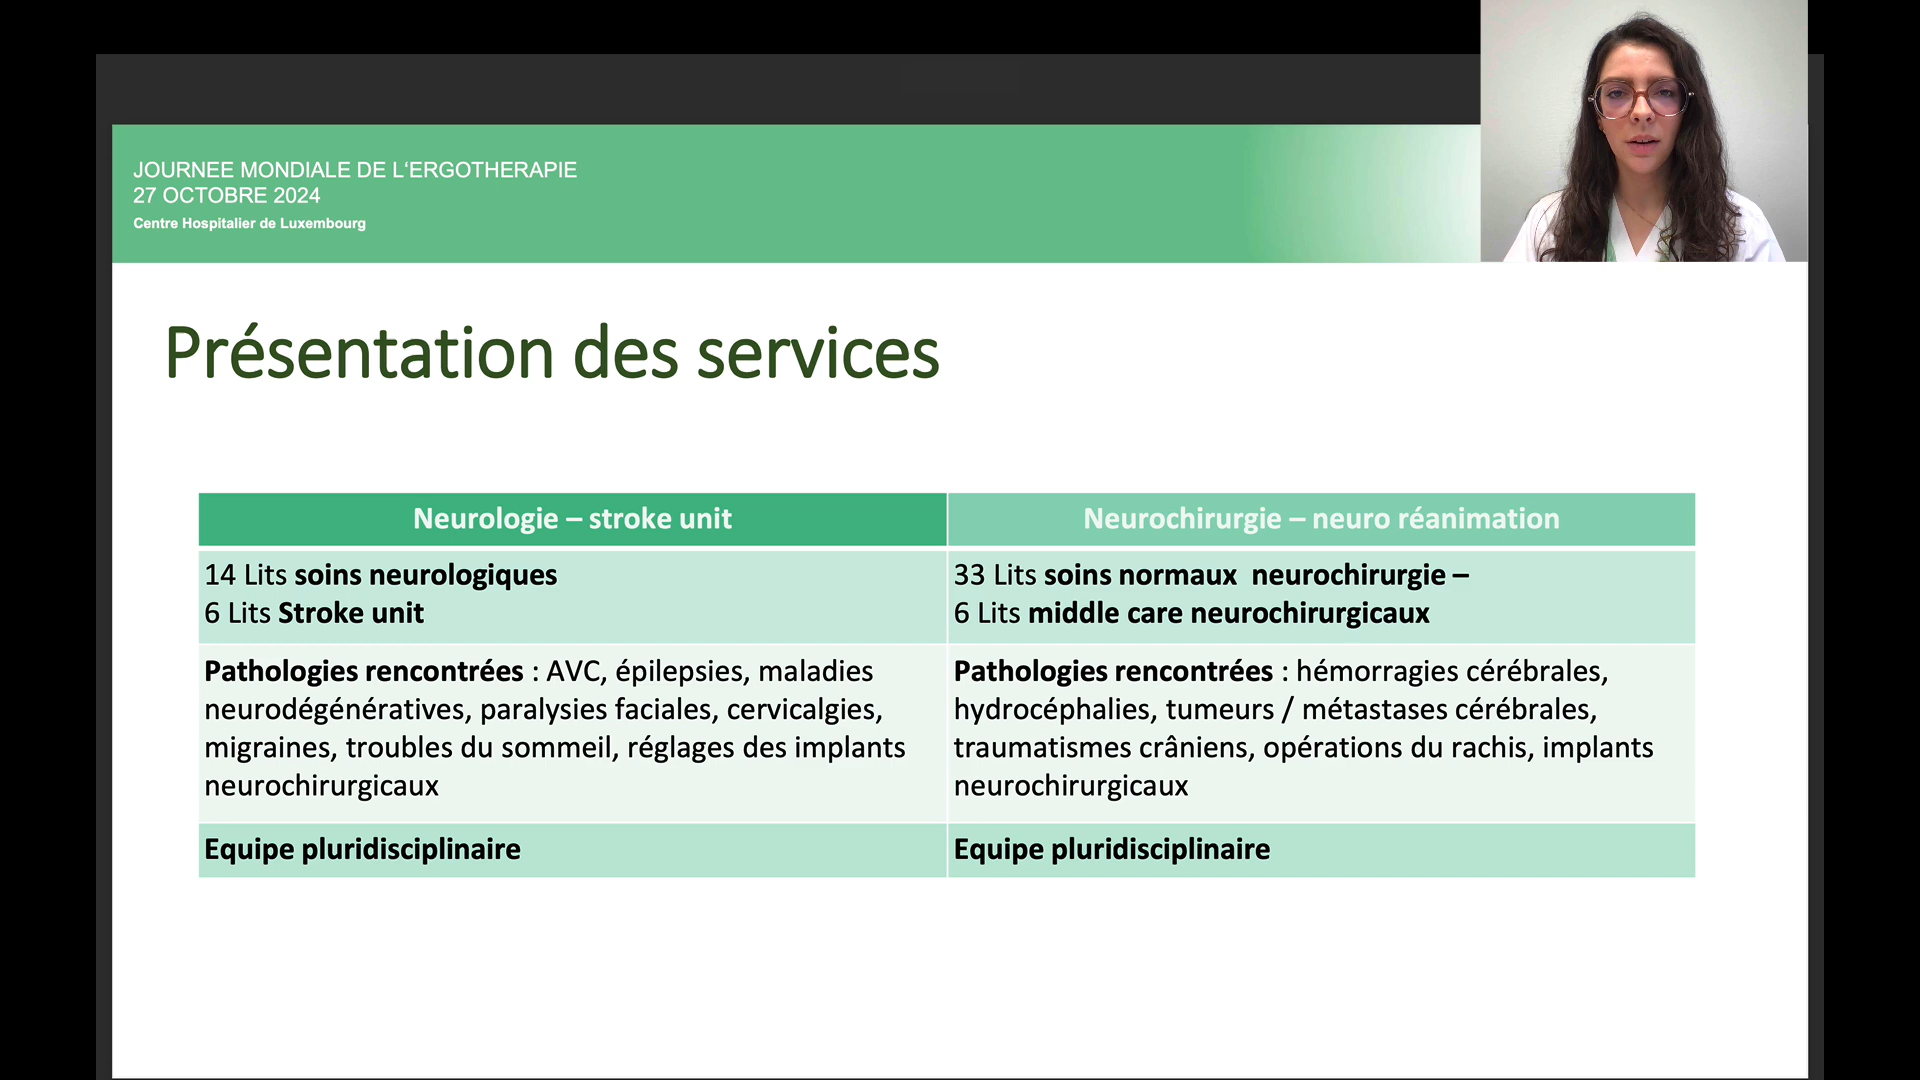 JOURNEE MONDIALE DE L‘ERGOTHERAPIE
27 OCTOBRE 2024
Centre Hospitalier de Luxembourg
Présentation des services
Neurologie – stroke unit
14 Lits soins neurologiques
6 Lits Stroke unit
Pathologies rencontrées : AVC, épilepsies, maladies
neurodégénératives, paralysies faciales, cervicalgies,
migraines, troubles du sommeil, réglages des implants
neurochirurgicaux
Equipe pluridisciplinaire
Neurochirurgie – neuro réanimation
33 Lits soins normaux  neurochirurgie –
6 Lits middle care neurochirurgicaux
Pathologies rencontrées : hémorragies cérébrales,
hydrocéphalies, tumeurs / métastases cérébrales,
traumatismes crâniens, opérations du rachis, implants
neurochirurgicaux
Equipe pluridisciplinaire